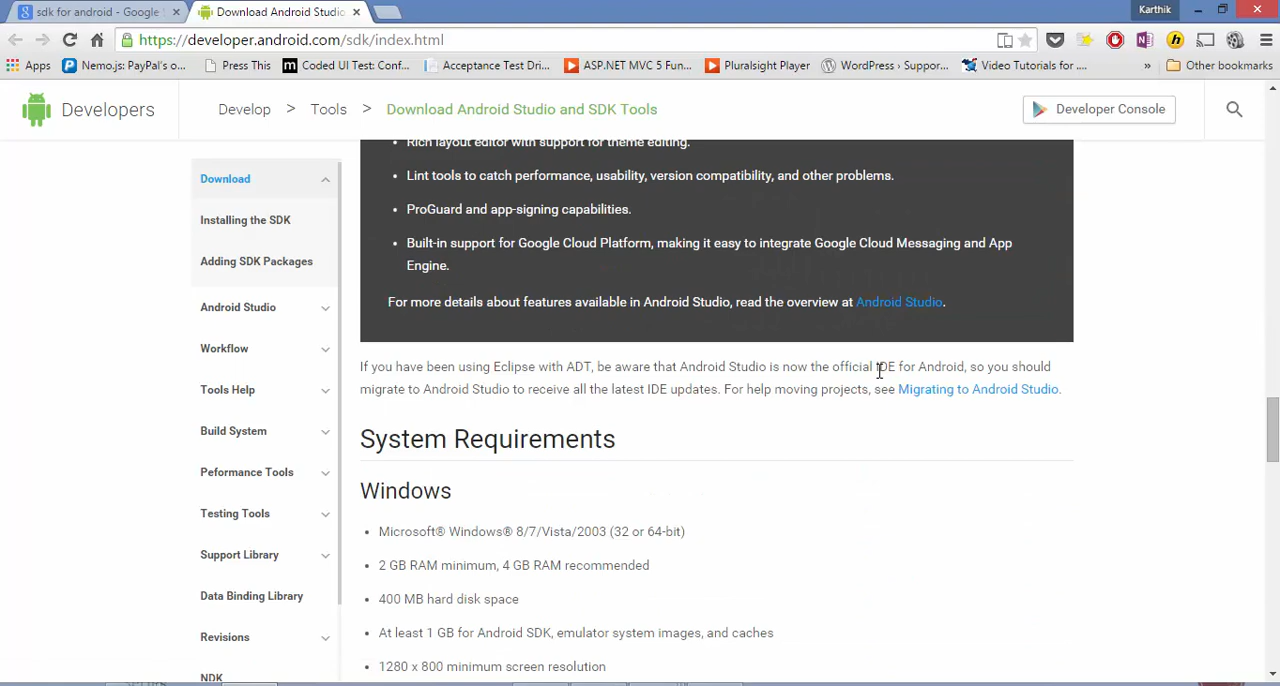 sdk for android - Google
Download Android Studio
Karthik
https://developer.android.com/sdk/index.html
Apps
Nemo.js: PayPal's o...
Press This
Coded UI Test: Conf...
Acceptance Test Dri...
ASP.NET MVC 5 Fun...
Pluralsight Player
WordPress › Suppor...
Video Tutorials for ....
»
Other bookmarks
Developers
Develop > Tools > Download Android Studio and SDK Tools
Developer Console
Download
Installing the SDK
Adding SDK Packages
Android Studio
Workflow
Tools Help
Build System
Peformance Tools
Testing Tools
Support Library
Data Binding Library
Revisions
NDK
• Rich layout editor with support for theme editing.
• Lint tools to catch performance, usability, version compatibility, and other problems.
• ProGuard and app-signing capabilities.
• Built-in support for Google Cloud Platform, making it easy to integrate Google Cloud Messaging and App
Engine.
For more details about features available in Android Studio, read the overview at Android Studio.
If you have been using Eclipse with ADT, be aware that Android Studio is now the official IDE for Android, so you should
migrate to Android Studio to receive all the latest IDE updates. For help moving projects, see Migrating to Android Studio.
System Requirements
Windows
• Microsoft® Windows® 8/7/Vista/2003 (32 or 64-bit)
• 2 GB RAM minimum, 4 GB RAM recommended
• 400 MB hard disk space
• At least 1 GB for Android SDK, emulator system images, and caches
• 1280 x 800 minimum screen resolution